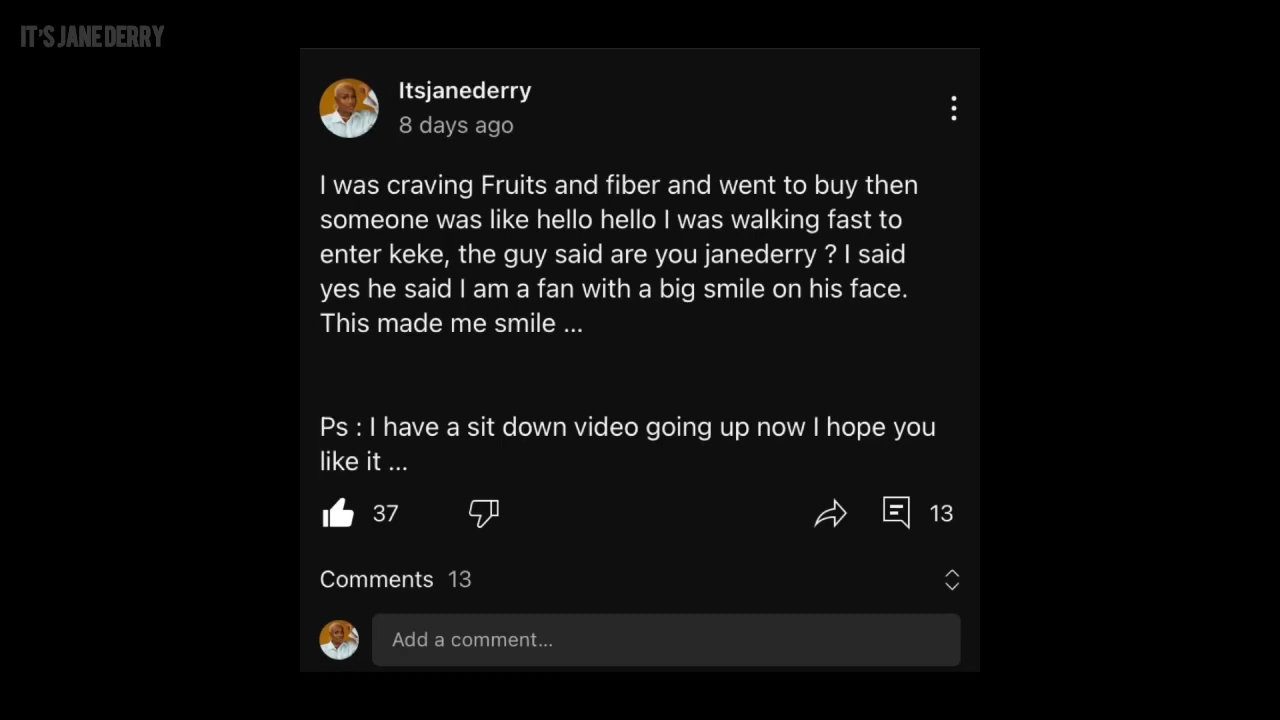 IT'S JANEDERRY
Itsjanederry
8 days ago
I was craving Fruits and fiber and went to buy then
someone was like hello hello I was walking fast to
enter keke, the guy said are you janederry ? I said
yes he said I am a fan with a big smile on his face.
This made me smile ...
Ps : I have a sit down video going up now I hope you
like it ...
37
13
Comments 13
Add a comment...